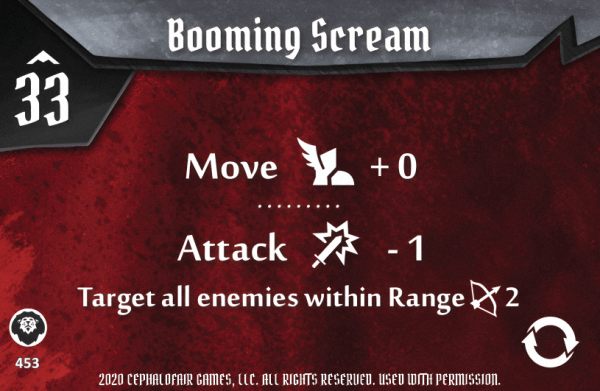 Booming Scream
33
Move + 0
Attack - 1
Target all enemies within Range 2
453
2020 CEPHALOFAIR GAMES, LLC. ALL RIGHTS RESERVED. USED WITH PERMISSION.